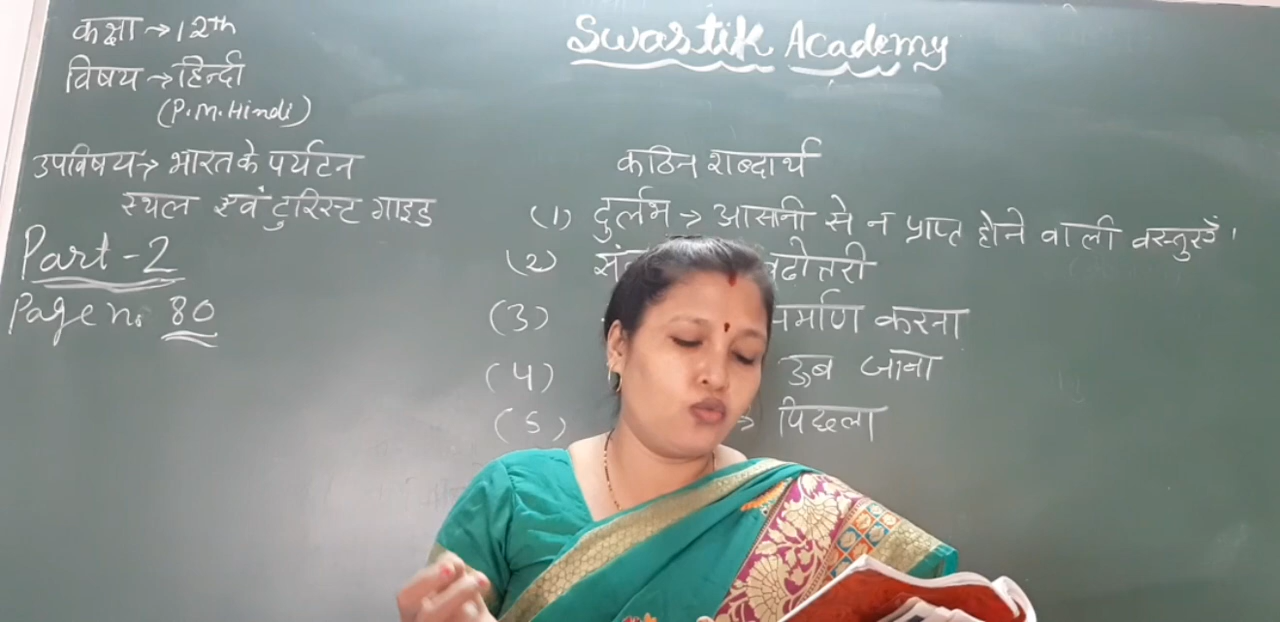 कक्षा → 12th
विषय → हिन्दी
(P.M. Hindi)
उपविषय → भारत के पर्यटन
स्थल एवं टुरिस्ट गाइड
Part - 2
Page no. 80
Swastik Academy
कठिन शब्दार्थ
(1) दुर्लभ → आसानी से न प्राप्त होने वाली वस्तुएँ।
(2) बढोत्तरी
(3) निर्माण करना
(4) ऊब जाना
(5) → पिछला